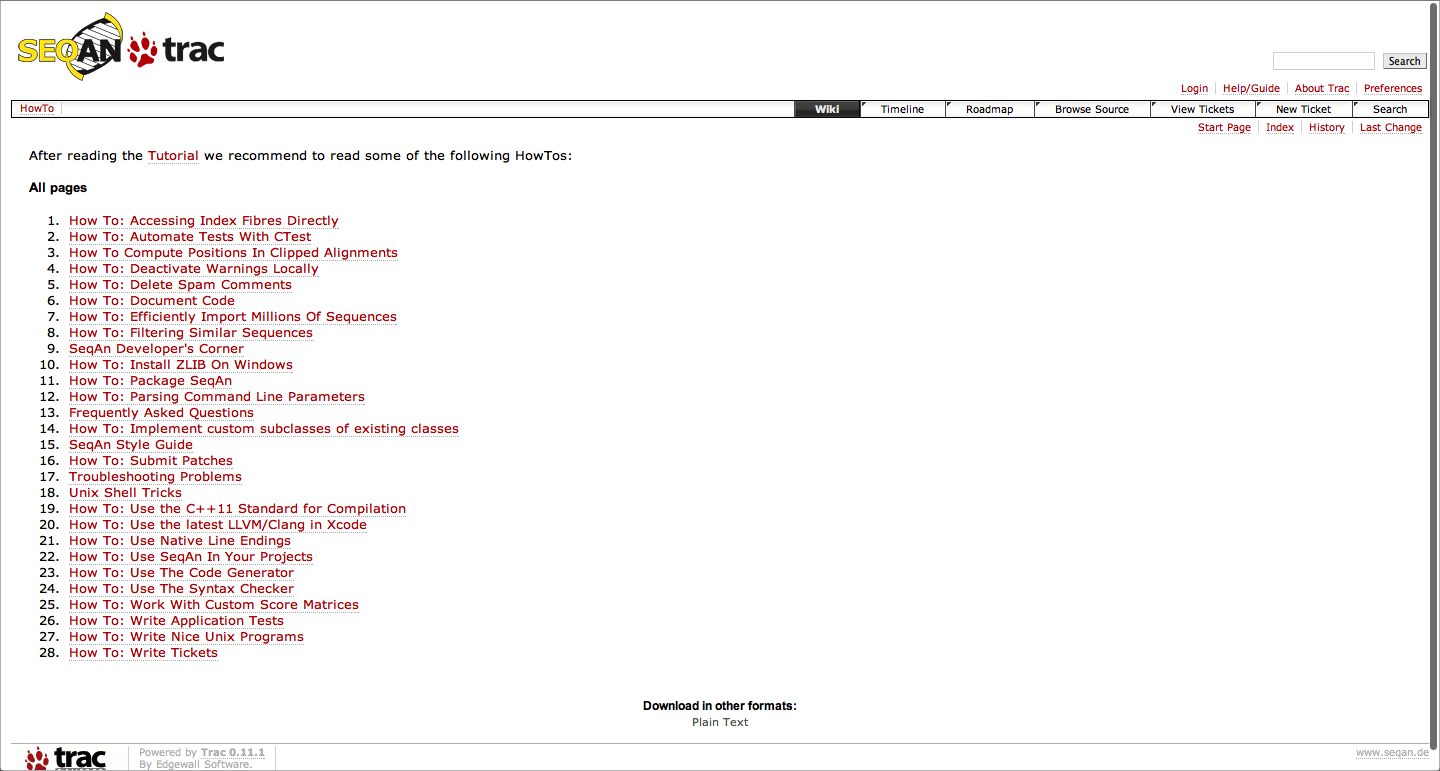 SEQAN trac
Search
Login Help/Guide About Trac Preferences
HowTo Wiki Timeline Roadmap Browse Source View Tickets New Ticket Search
Start Page Index History Last Change
After reading the Tutorial we recommend to read some of the following HowTos:
All pages
1. How To: Accessing Index Fibres Directly
2. How To: Automate Tests With CTest
3. How To Compute Positions In Clipped Alignments
4. How To: Deactivate Warnings Locally
5. How To: Delete Spam Comments
6. How To: Document Code
7. How To: Efficiently Import Millions Of Sequences
8. How To: Filtering Similar Sequences
9. SeqAn Developer's Corner
10. How To: Install ZLIB On Windows
11. How To: Package SeqAn
12. How To: Parsing Command Line Parameters
13. Frequently Asked Questions
14. How To: Implement custom subclasses of existing classes
15. SeqAn Style Guide
16. How To: Submit Patches
17. Troubleshooting Problems
18. Unix Shell Tricks
19. How To: Use the C++11 Standard for Compilation
20. How To: Use the latest LLVM/Clang in Xcode
21. How To: Use Native Line Endings
22. How To: Use SeqAn In Your Projects
23. How To: Use The Code Generator
24. How To: Use The Syntax Checker
25. How To: Work With Custom Score Matrices
26. How To: Write Application Tests
27. How To: Write Nice Unix Programs
28. How To: Write Tickets
Download in other formats:
Plain Text
trac Powered by Trac 0.11.1 www.seqan.de
By Edgewall Software.